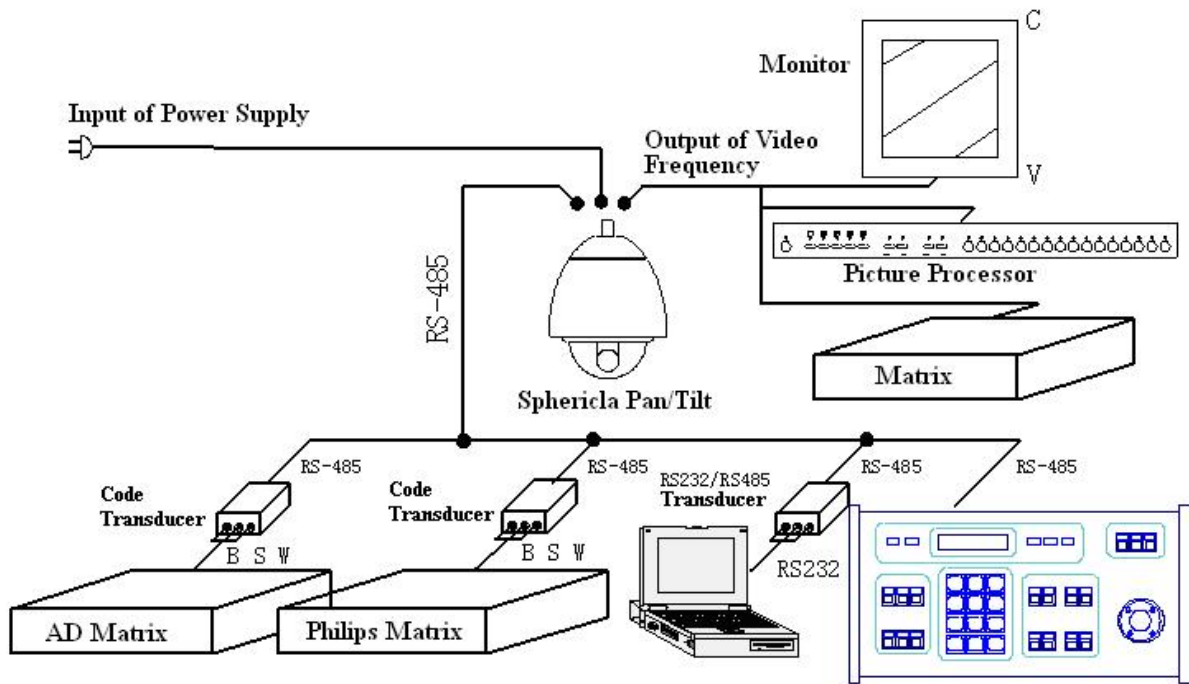 C
Monitor
Input of Power Supply
Output of Video
Frequency
V
RS-485
Picture Processor
Matrix
Sphericla Pan/Tilt
RS-485
RS-485
RS-485
RS-485
Code
Transducer
Code
Transducer
RS232/RS485
Transducer
B S W
B S W
RS232
AD Matrix
Philips Matrix